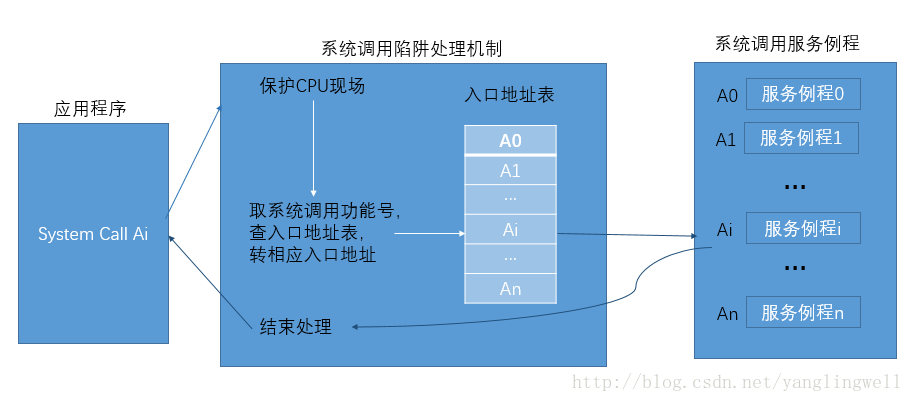 应用程序
System Call Ai
系统调用陷阱处理机制
保护CPU现场
取系统调用功能号，
查入口地址表，
转相应入口地址
结束处理
入口地址表
A0
A1
...
Ai
...
An
系统调用服务例程
A0 服务例程0
A1 服务例程1
...
Ai 服务例程i
...
An 服务例程n
http://blog.csdn.net/yanglingwell